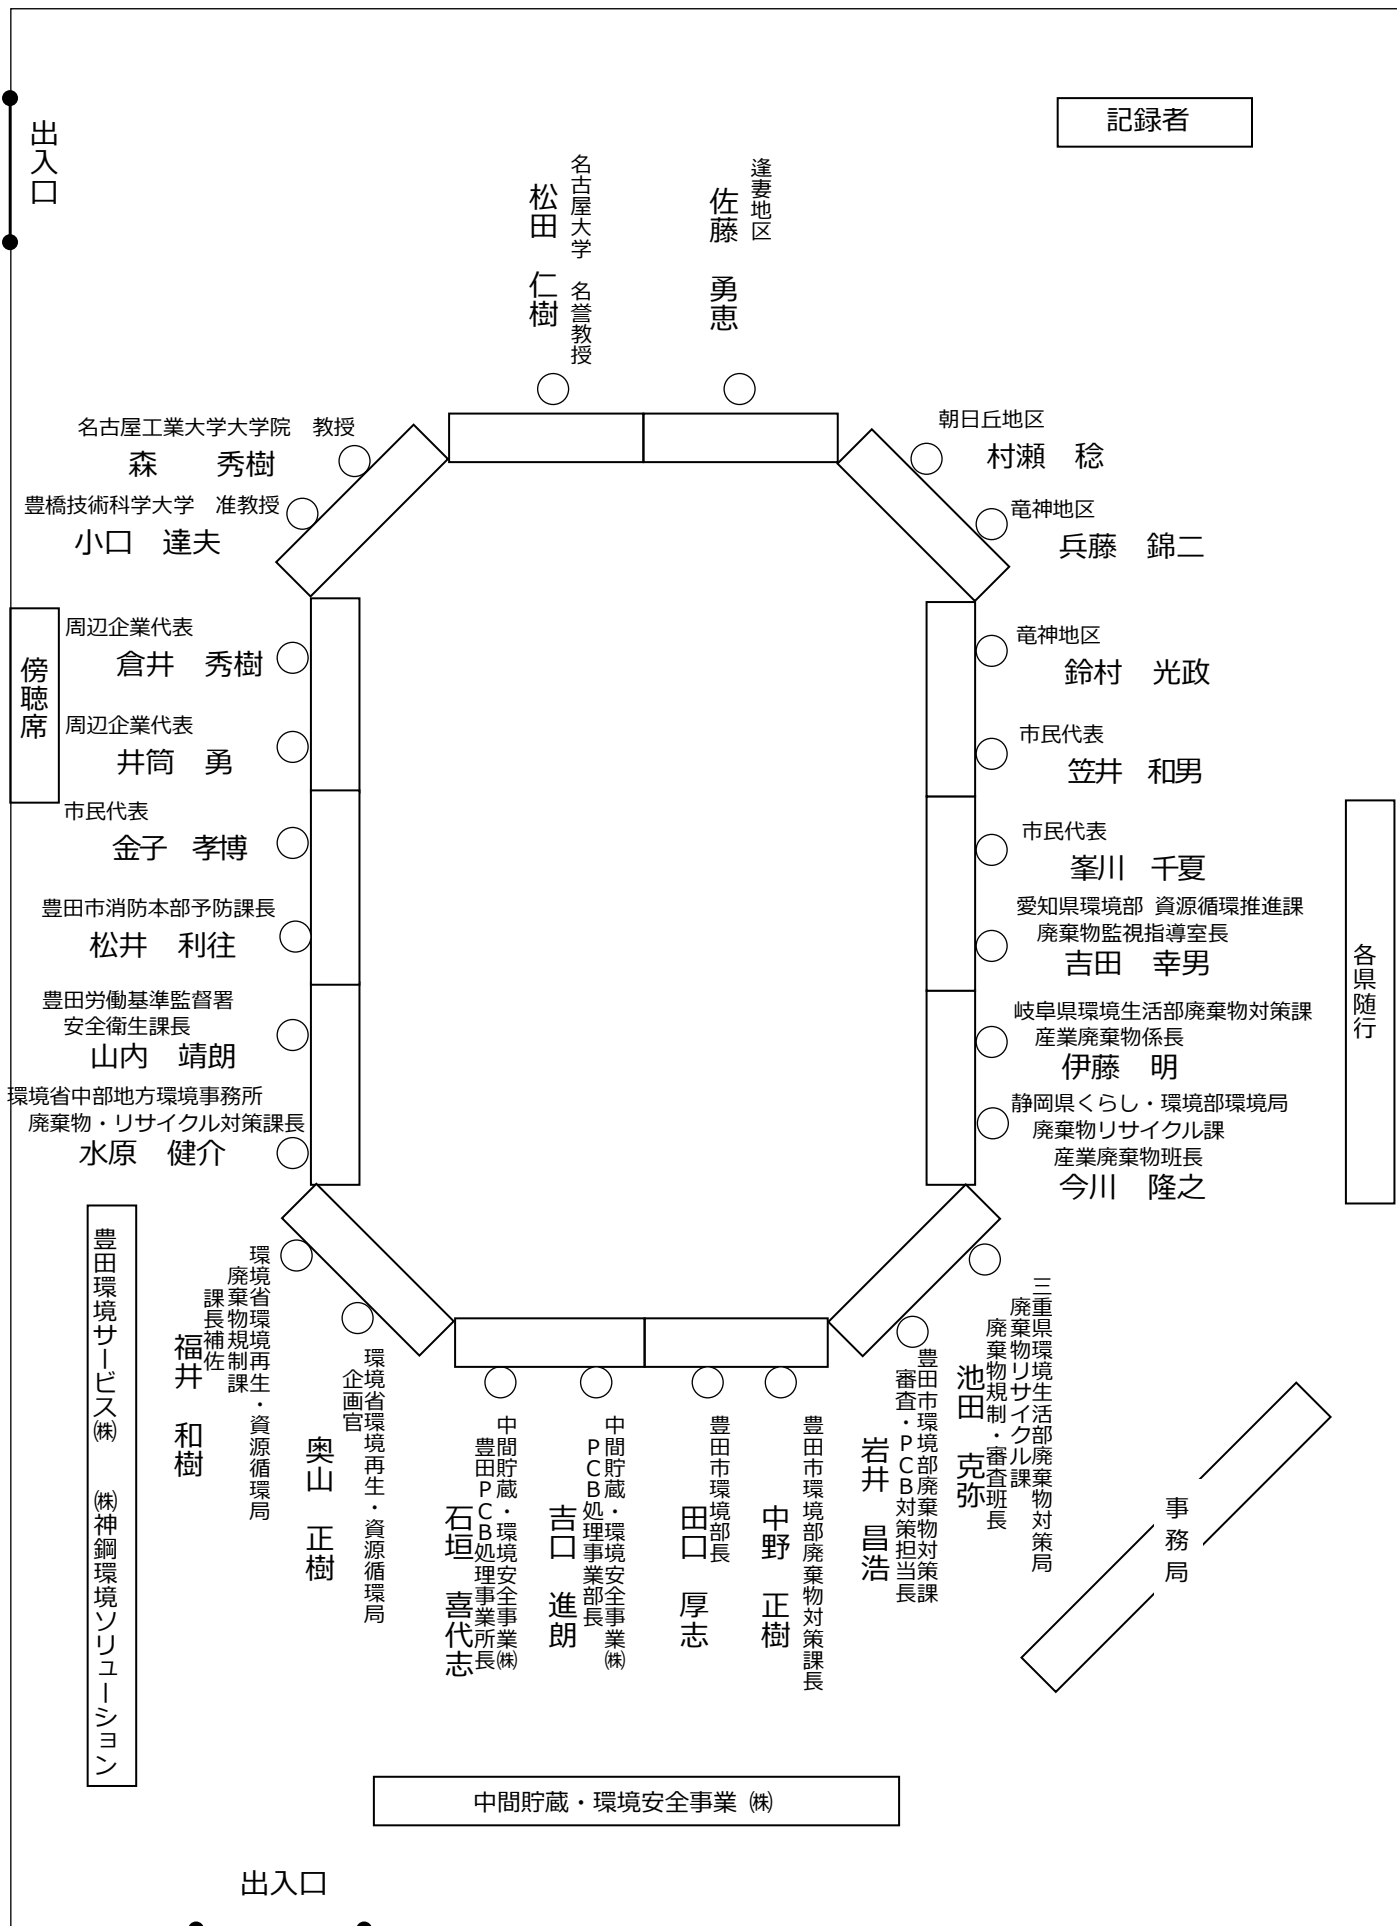 出入口
記録者
名古屋大学　名誉教授
松田　仁樹
逢妻地区
佐藤　勇恵
名古屋工業大学大学院　教授
森　　秀樹
豊橋技術科学大学　准教授
小口　達夫
朝日丘地区
村瀬　稔
竜神地区
兵藤　錦二
傍聴席
周辺企業代表
倉井　秀樹
周辺企業代表
井筒　勇
市民代表
金子　孝博
豊田市消防本部予防課長
松井　利往
豊田労働基準監督署
安全衛生課長
山内　靖朗
環境省中部地方環境事務所
廃棄物・リサイクル対策課長
水原　健介
竜神地区
鈴村　光政
市民代表
笠井　和男
市民代表
峯川　千夏
愛知県環境部 資源循環推進課
廃棄物監視指導室長
吉田　幸男
岐阜県環境生活部廃棄物対策課
産業廃棄物係長
伊藤　明
静岡県くらし・環境部環境局
廃棄物リサイクル課
産業廃棄物班長
今川　隆之
各県随行
豊田環境サービス㈱　㈱神鋼環境ソリューション
環境省環境再生・資源循環局
廃棄物規制課
課長補佐
福井　和樹
環境省環境再生・資源循環局
企画官
奥山　正樹
中間貯蔵・環境安全事業㈱
豊田PCB処理事業所長
石垣　喜代志
中間貯蔵・環境安全事業㈱
PCB処理事業部長
吉口　進朗
豊田市環境部長
田口　厚志
豊田市環境部廃棄物対策課長
中野　正樹
豊田市環境部廃棄物対策課
審査・PCB対策担当長
岩井　昌浩
三重県環境生活部廃棄物対策局
廃棄物リサイクル課
廃棄物規制・審査班長
池田　克弥
事務局
中間貯蔵・環境安全事業 ㈱
出入口